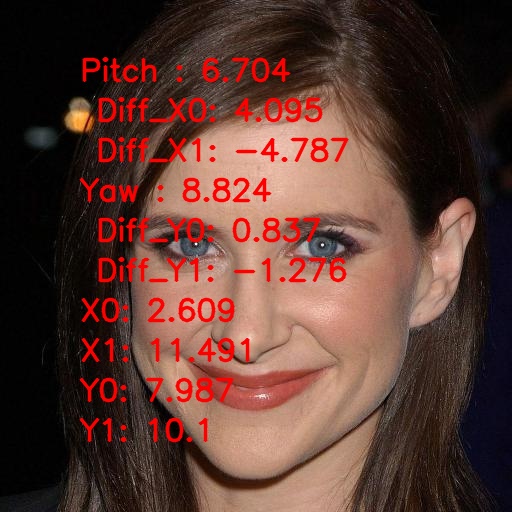 Pitch : 6.704
Diff_X0: 4.095
Diff_X1: -4.787
Yaw : 8.824
Diff_Y0: 0.837
Diff_Y1: -1.276
X0: 2.609
X1: 11.491
Y0: 7.987
Y1: 10.1